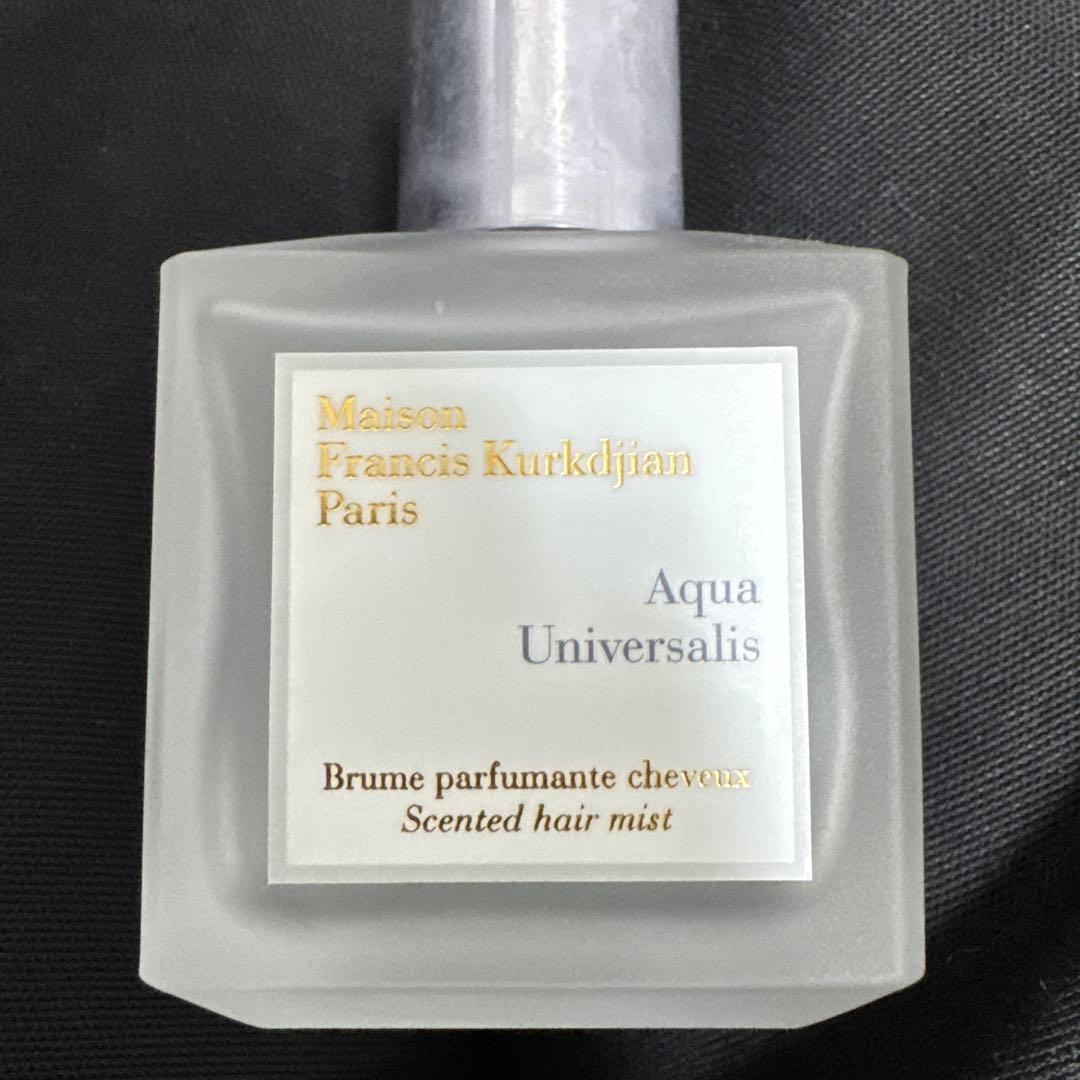 Maison
Francis Kurkdjian
Paris
Aqua
Universalis
Brume parfumante cheveux
Scented hair mist